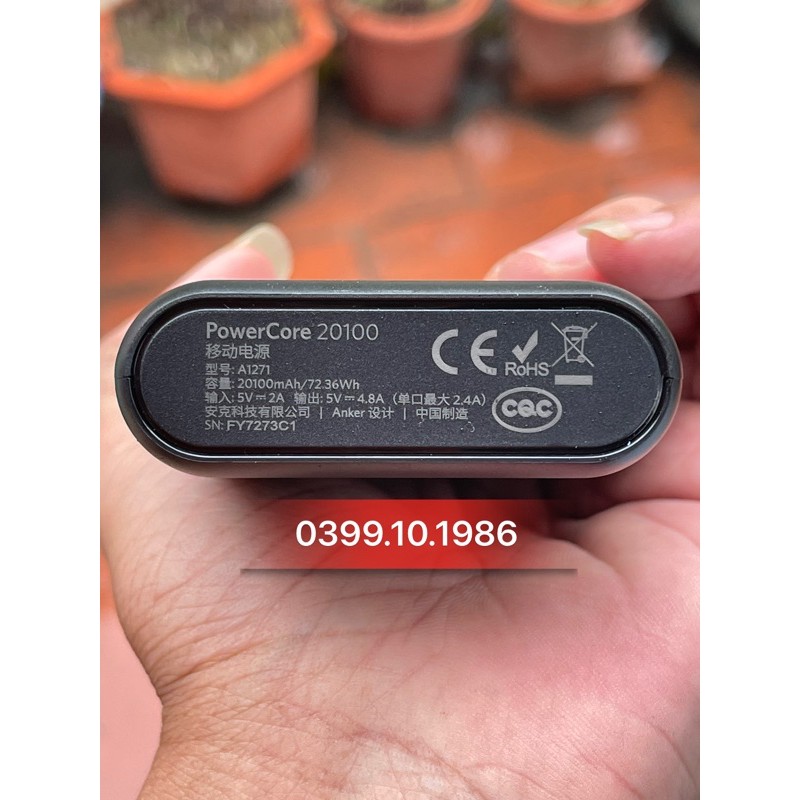 PowerCore 20100
移动电源
型号: A1271
容量: 20100mAh/72.36Wh
输入: 5V⎓2A 输出: 5V⎓4.8A (单口最大 2.4A)
安克科技有限公司 | Anker 设计 | 中国制造
SN: FY7273C1
CE
RoHS
CQC
0399.10.1986